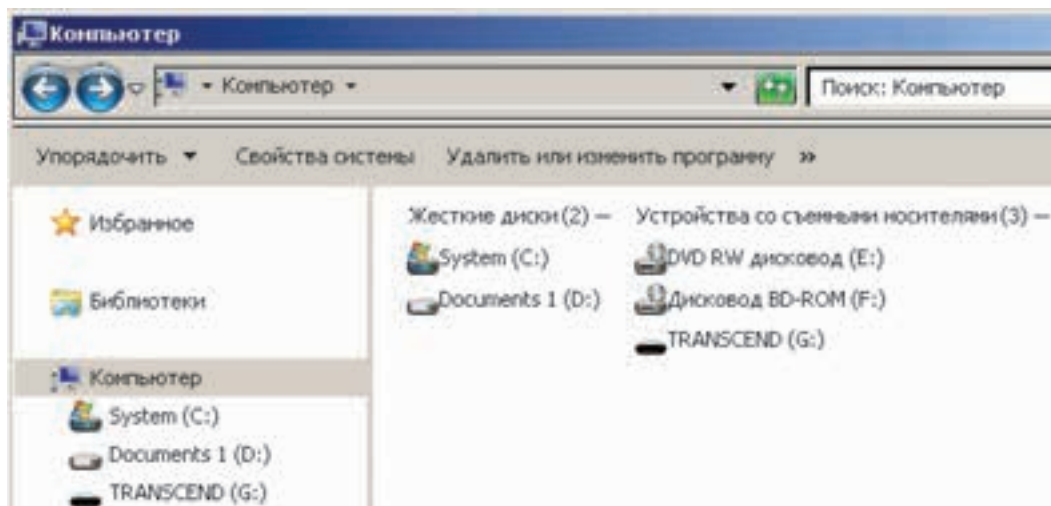 Компьютер
Компьютер
Поиск: Компьютер
Упорядочить Свойства системы Удалить или изменить программу »
Избранное
Библиотеки
Компьютер
System (C:)
Documents 1 (D:)
TRANSCEND (G:)
Жесткие диски (2)
System (C:)
Documents 1 (D:)
Устройства со съемными носителями (3)
DVD RW дисковод (E:)
Дисковод BD-ROM (F:)
TRANSCEND (G:)